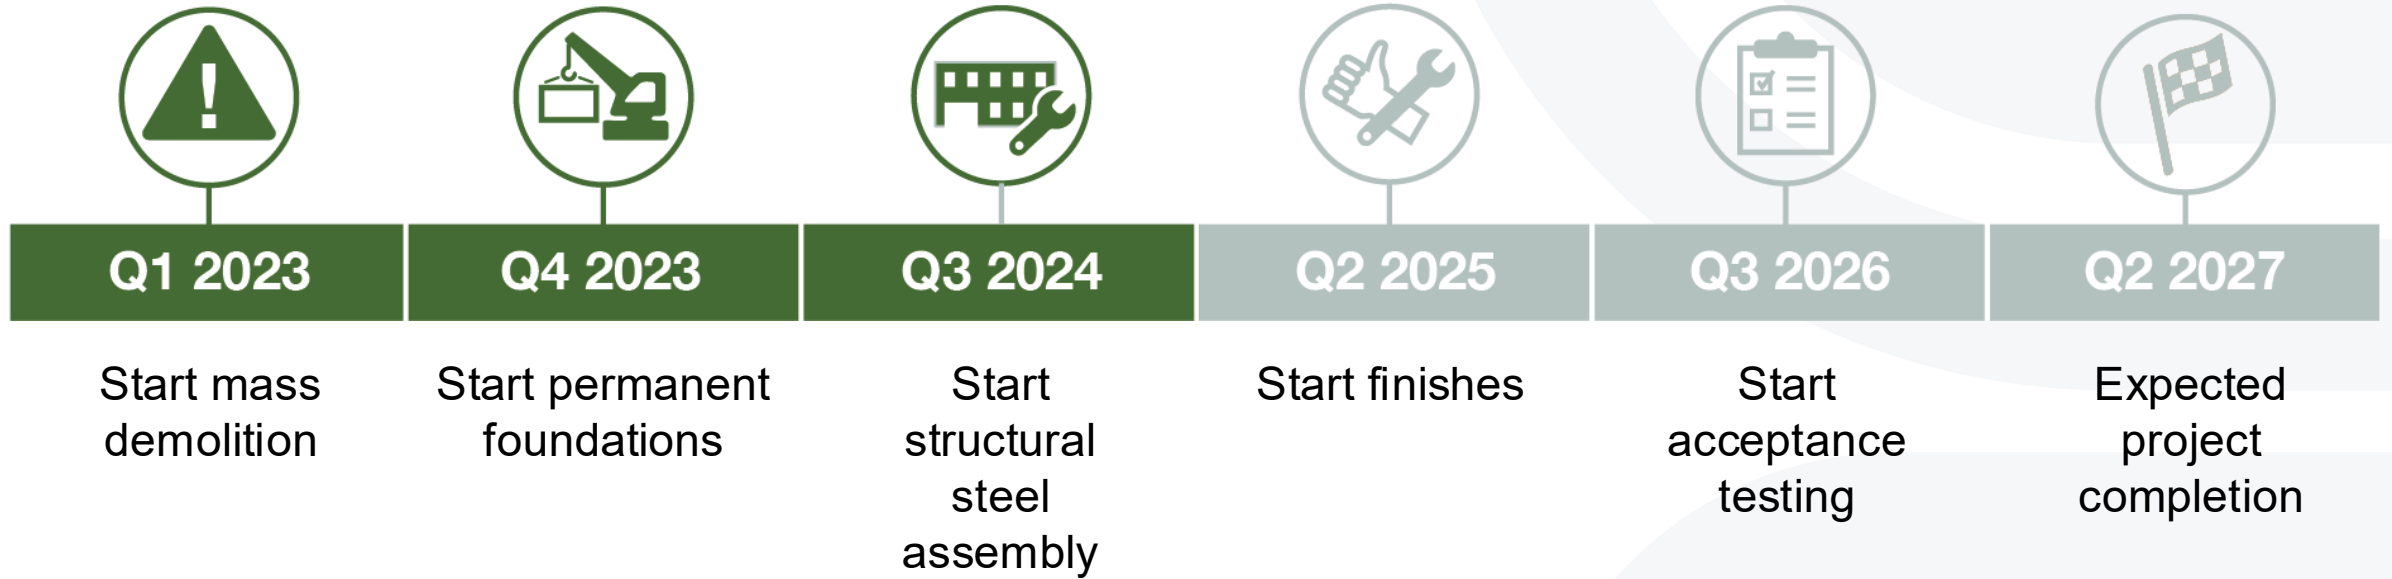 Q1 2023
Q4 2023
Q3 2024
Q2 2025
Q3 2026
Q2 2027
Start mass
demolition
Start permanent
foundations
Start
structural
steel
assembly
Start finishes
Start
acceptance
testing
Expected
project
completion